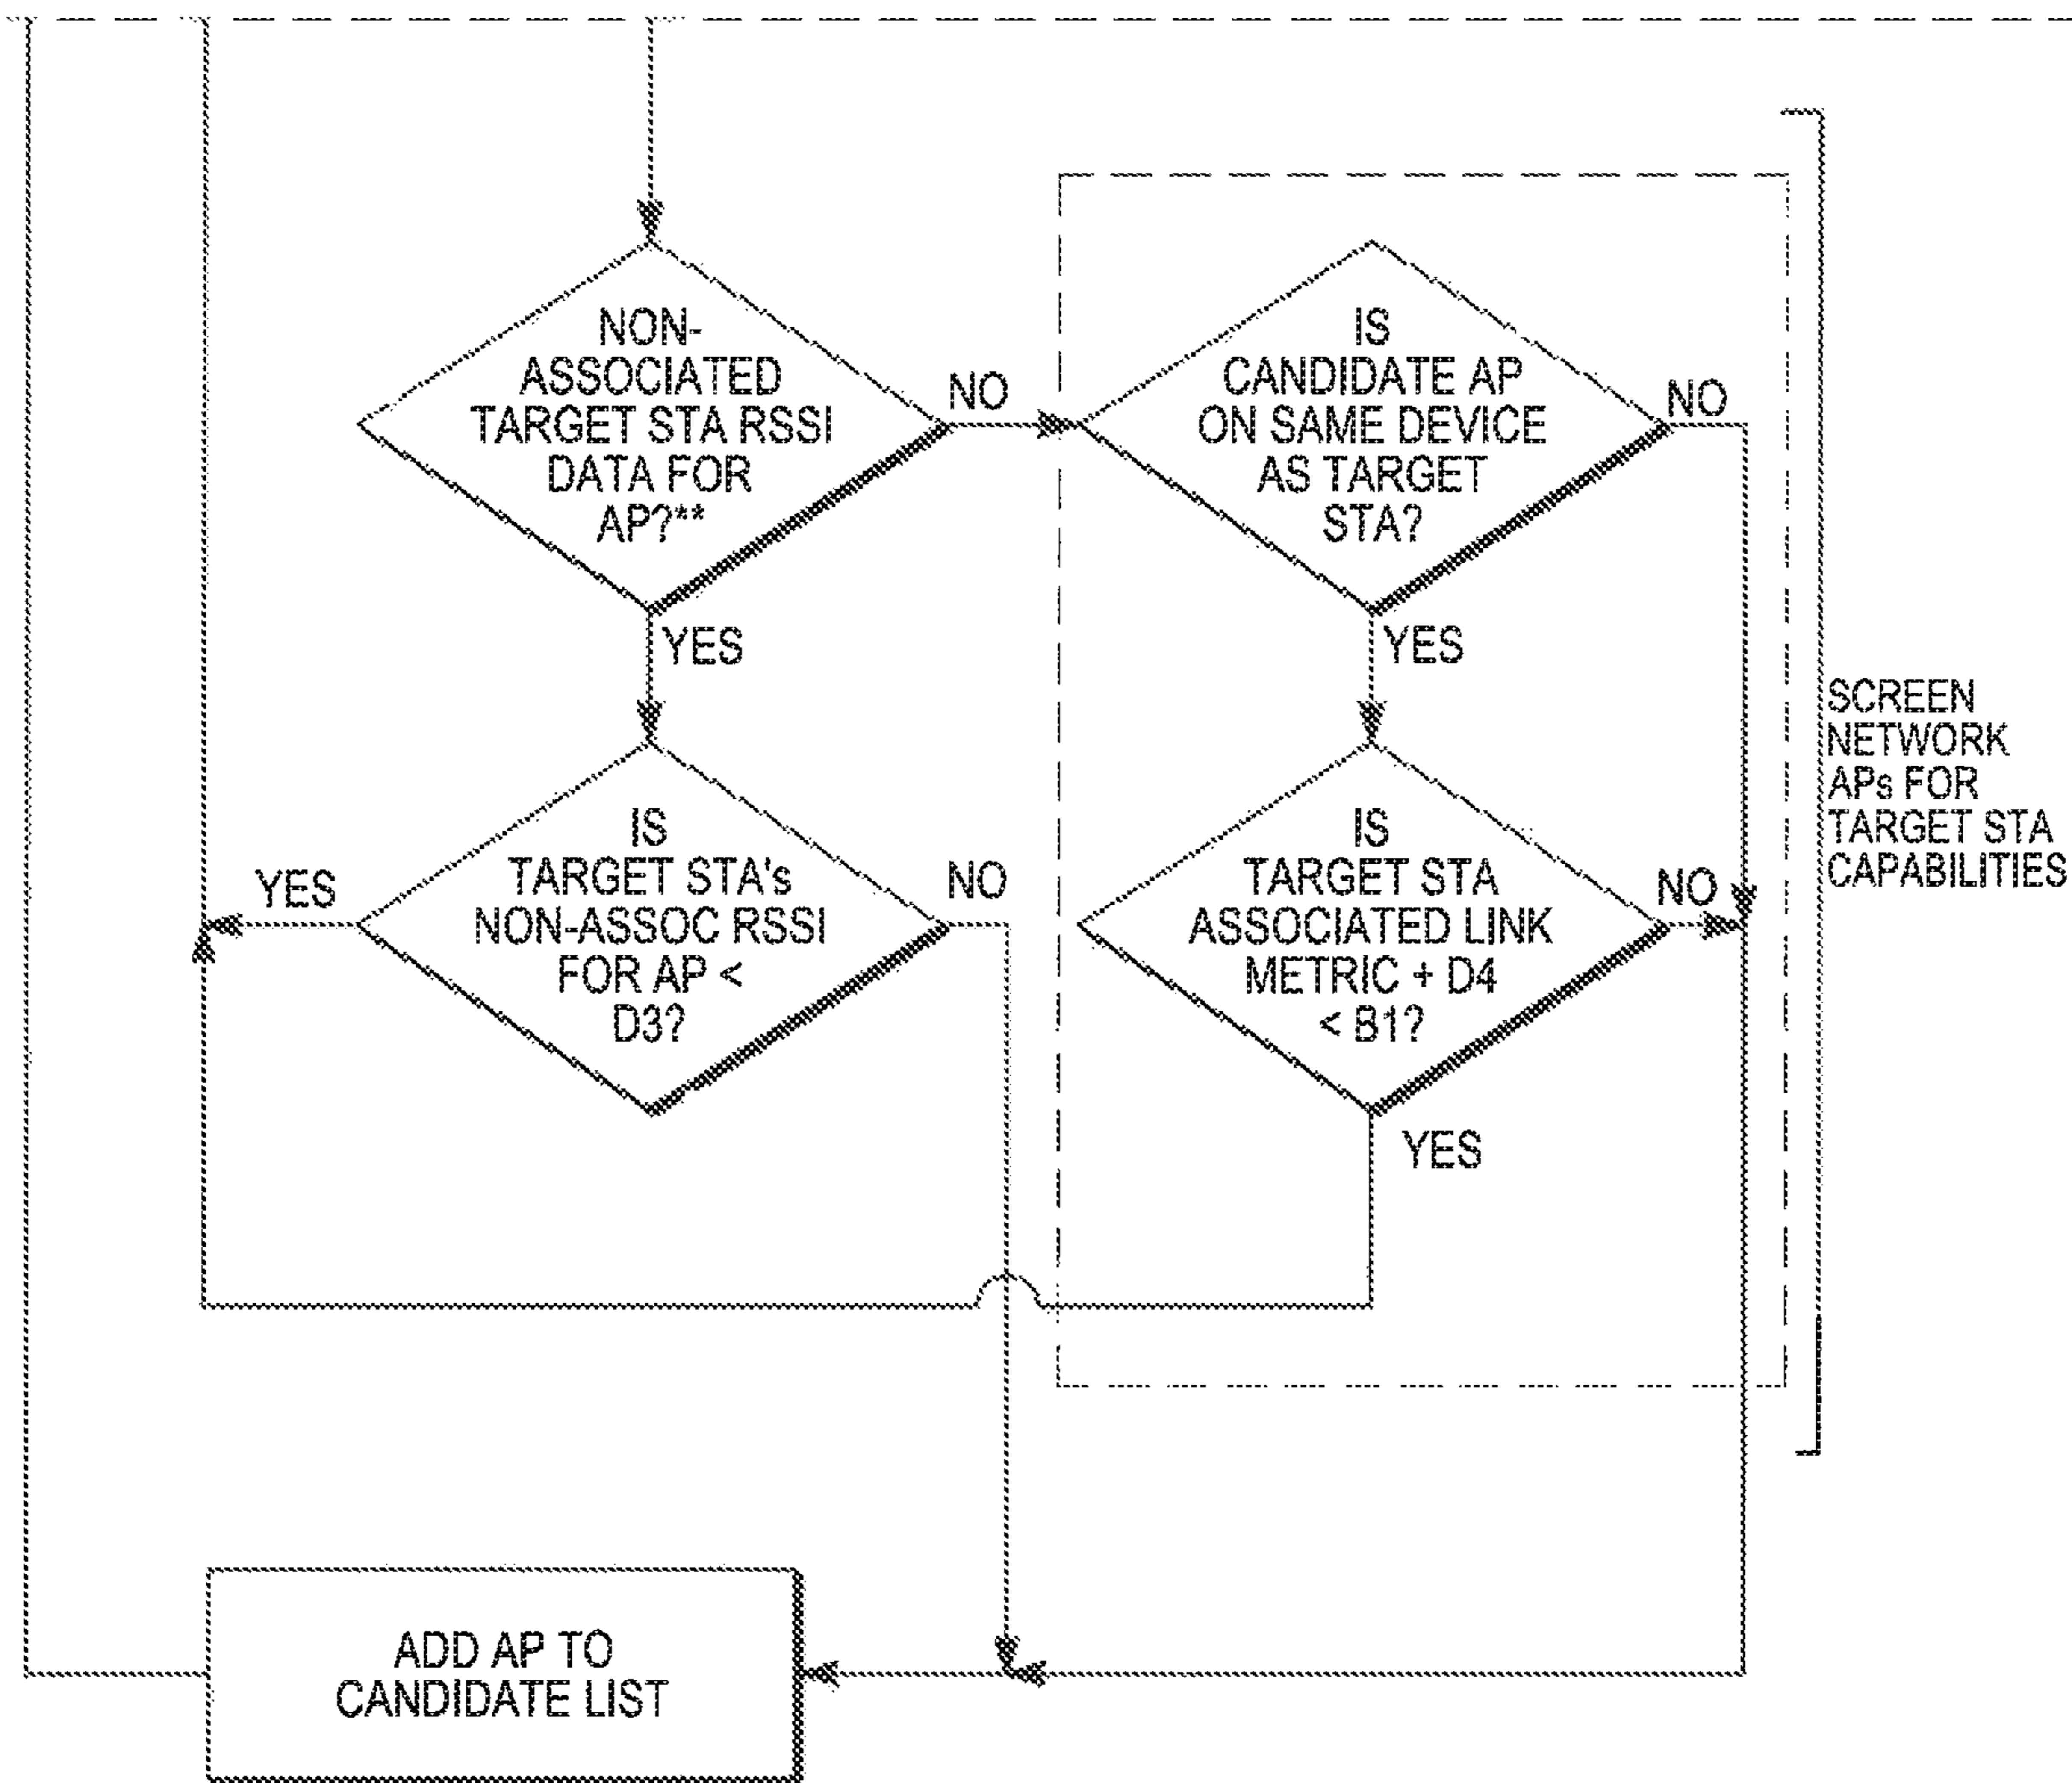 NON-
ASSOCIATED
TARGET STA RSSI
DATA FOR
AP?**
NO
YES
IS
CANDIDATE AP
ON SAME DEVICE
AS TARGET
STA?
NO
YES
IS
TARGET STA's
NON-ASSOC RSSI
FOR AP <
D3?
YES
NO
IS
TARGET STA
ASSOCIATED LINK
METRIC + D4
< B1?
NO
YES
SCREEN
NETWORK
APs FOR
TARGET STA
CAPABILITIES
ADD AP TO
CANDIDATE LIST